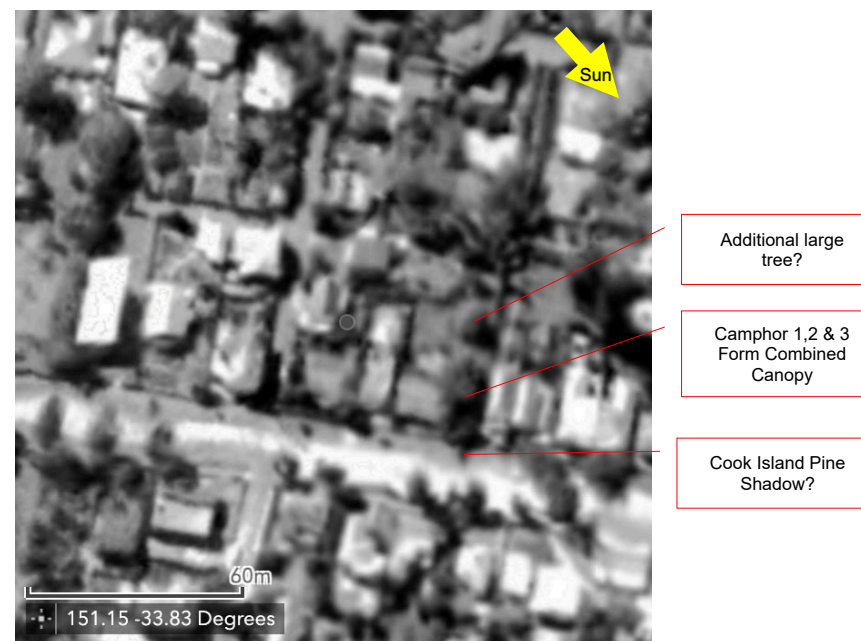 Sun
Additional large
tree?
Camphor 1,2 & 3
Form Combined
Canopy
Cook Island Pine
Shadow?
60m
151.15 -33.83 Degrees